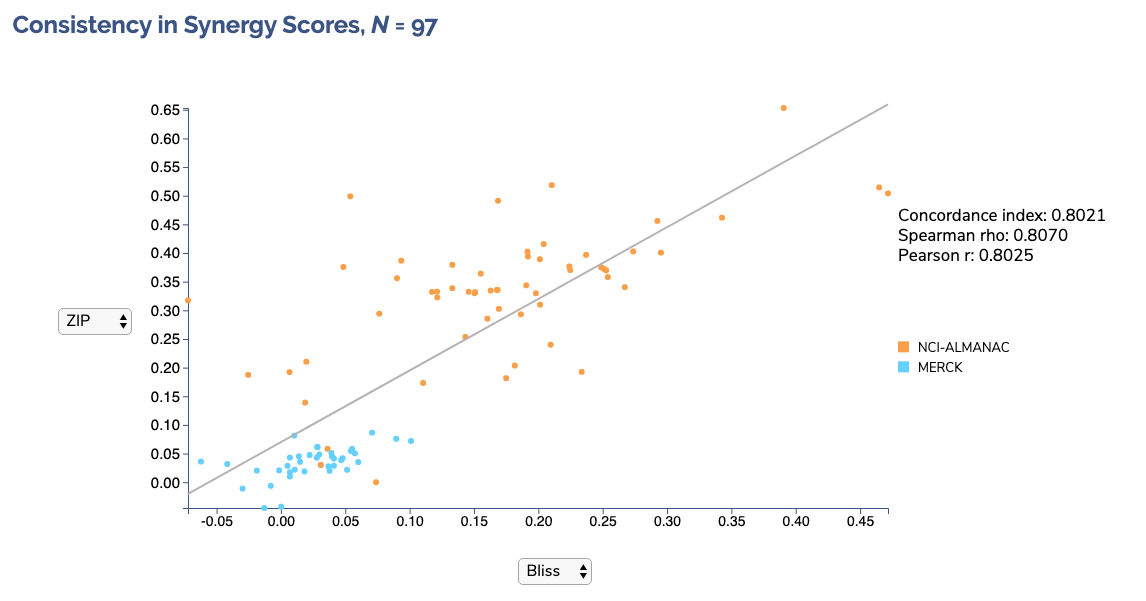 Consistency in Synergy Scores, N = 97
0.65
0.60
0.55
0.50
0.45
0.40
0.35
0.30
0.25
0.20
0.15
0.10
0.05
0.00
ZIP
-0.05 0.00 0.05 0.10 0.15 0.20 0.25 0.30 0.35 0.40 0.45
Bliss
Concordance index: 0.8021
Spearman rho: 0.8070
Pearson r: 0.8025
NCI-ALMANAC
MERCK